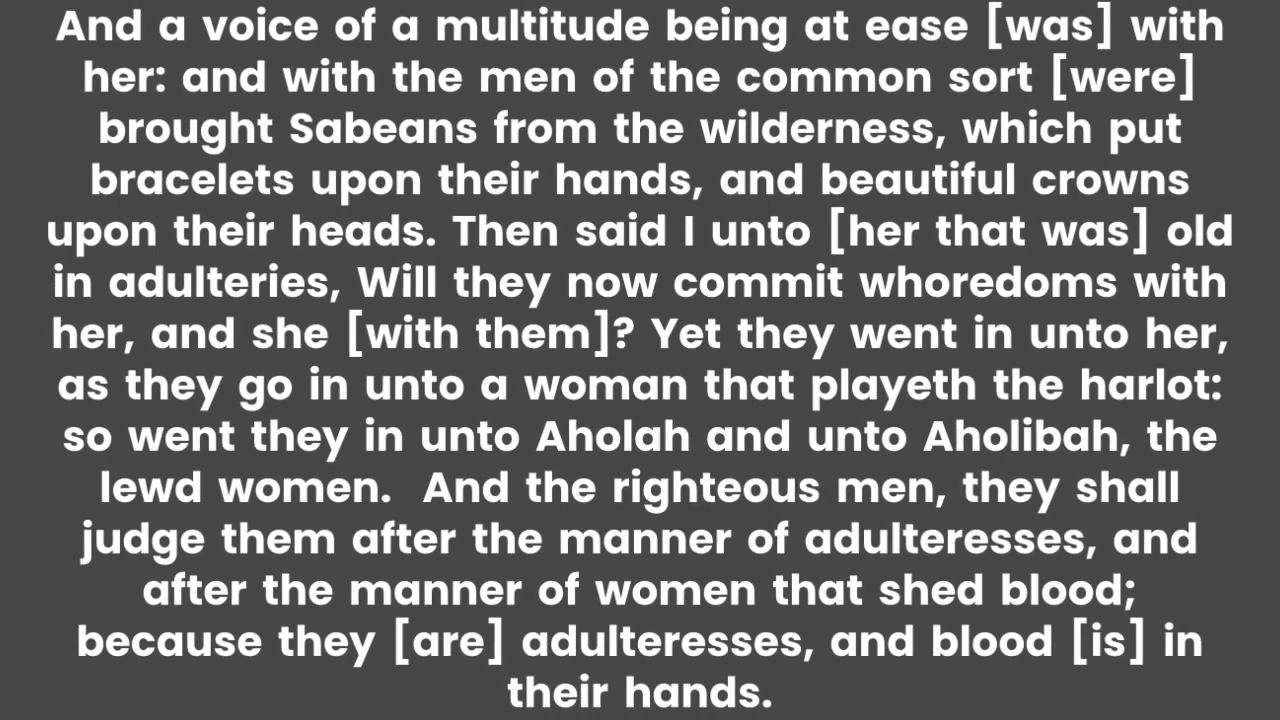 And a voice of a multitude being at ease [was] with
her: and with the men of the common sort [were]
brought Sabeans from the wilderness, which put
bracelets upon their hands, and beautiful crowns
upon their heads. Then said I unto [her that was] old
in adulteries, Will they now commit whoredoms with
her, and she [with them]? Yet they went in unto her,
as they go in unto a woman that playeth the harlot:
so went they in unto Aholah and unto Aholibah, the
lewd women.  And the righteous men, they shall
judge them after the manner of adulteresses, and
after the manner of women that shed blood;
because they [are] adulteresses, and blood [is] in
their hands.